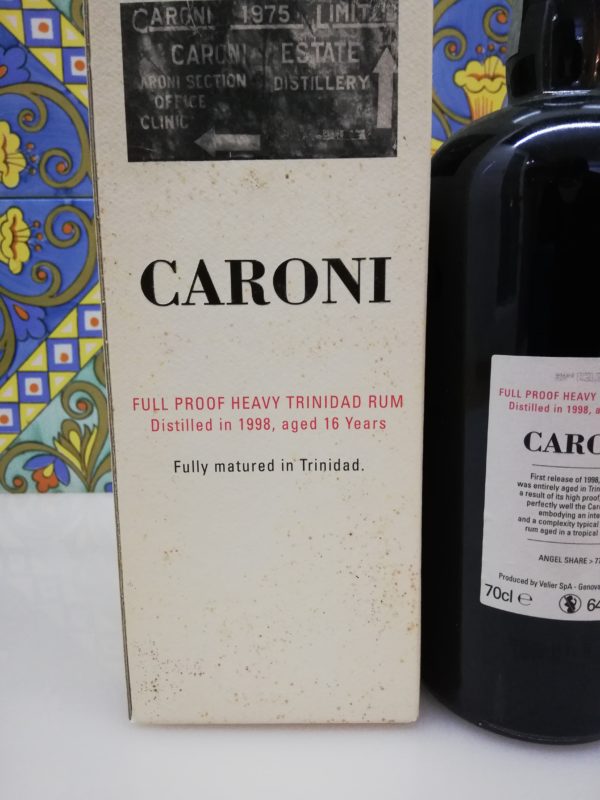 CARONI 1975 LIMITED
CARONI ESTATE
CARONI SECTION DISTILLERY
OFFICE
CLINIC
CARONI
FULL PROOF HEAVY TRINIDAD RUM
Distilled in 1998, aged 16 Years
Fully matured in Trinidad.
FULL PROOF HEAVY
Distilled in 1998, a
CARO
First release of 1998,
was entirely aged in Trin
a result of its high proof,
perfectly well the Car
embodying an inte
and a complexity typical
rum aged in a tropical
ANGEL SHARE > 7
Produced by Velier SpA - Genova
70cl e 64